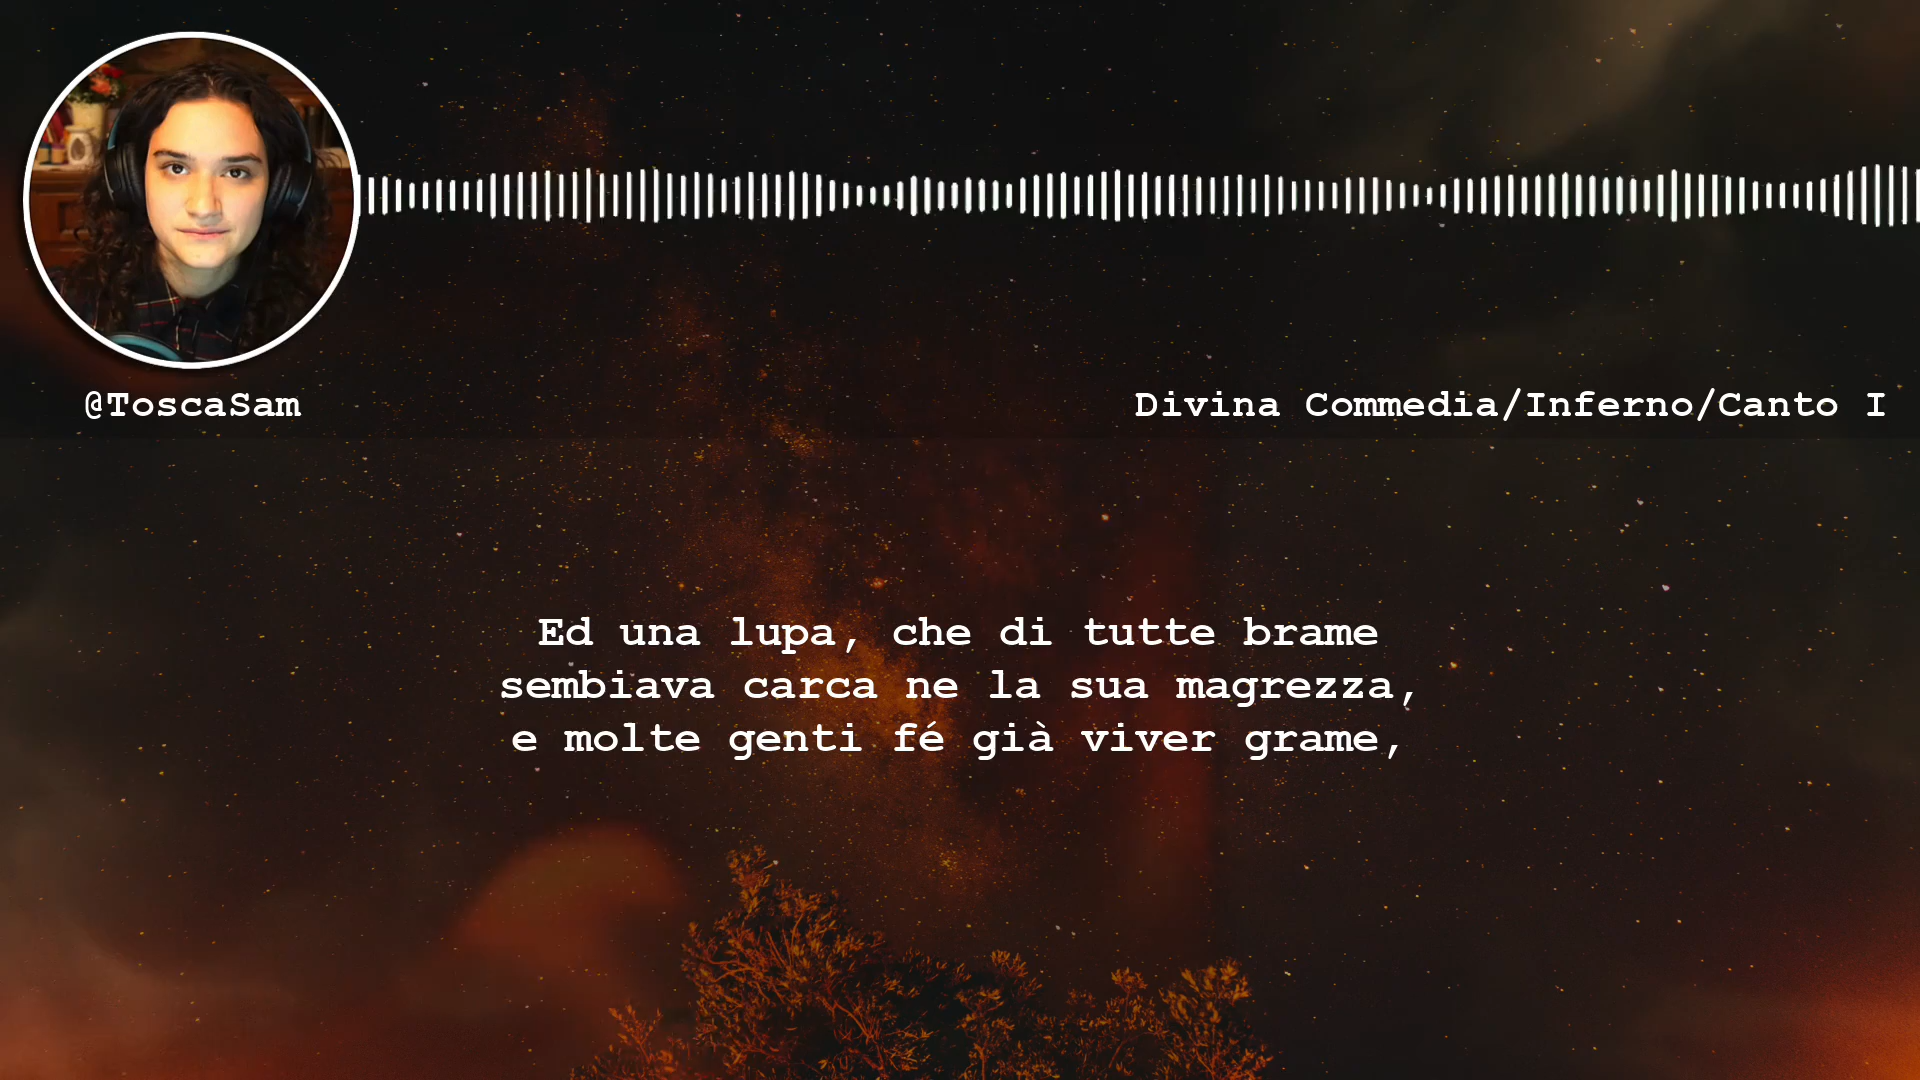 @ToscaSam
Divina Commedia/Inferno/Canto I
Ed una lupa, che di tutte brame
sembiava carca ne la sua magrezza,
e molte genti fé già viver grame,